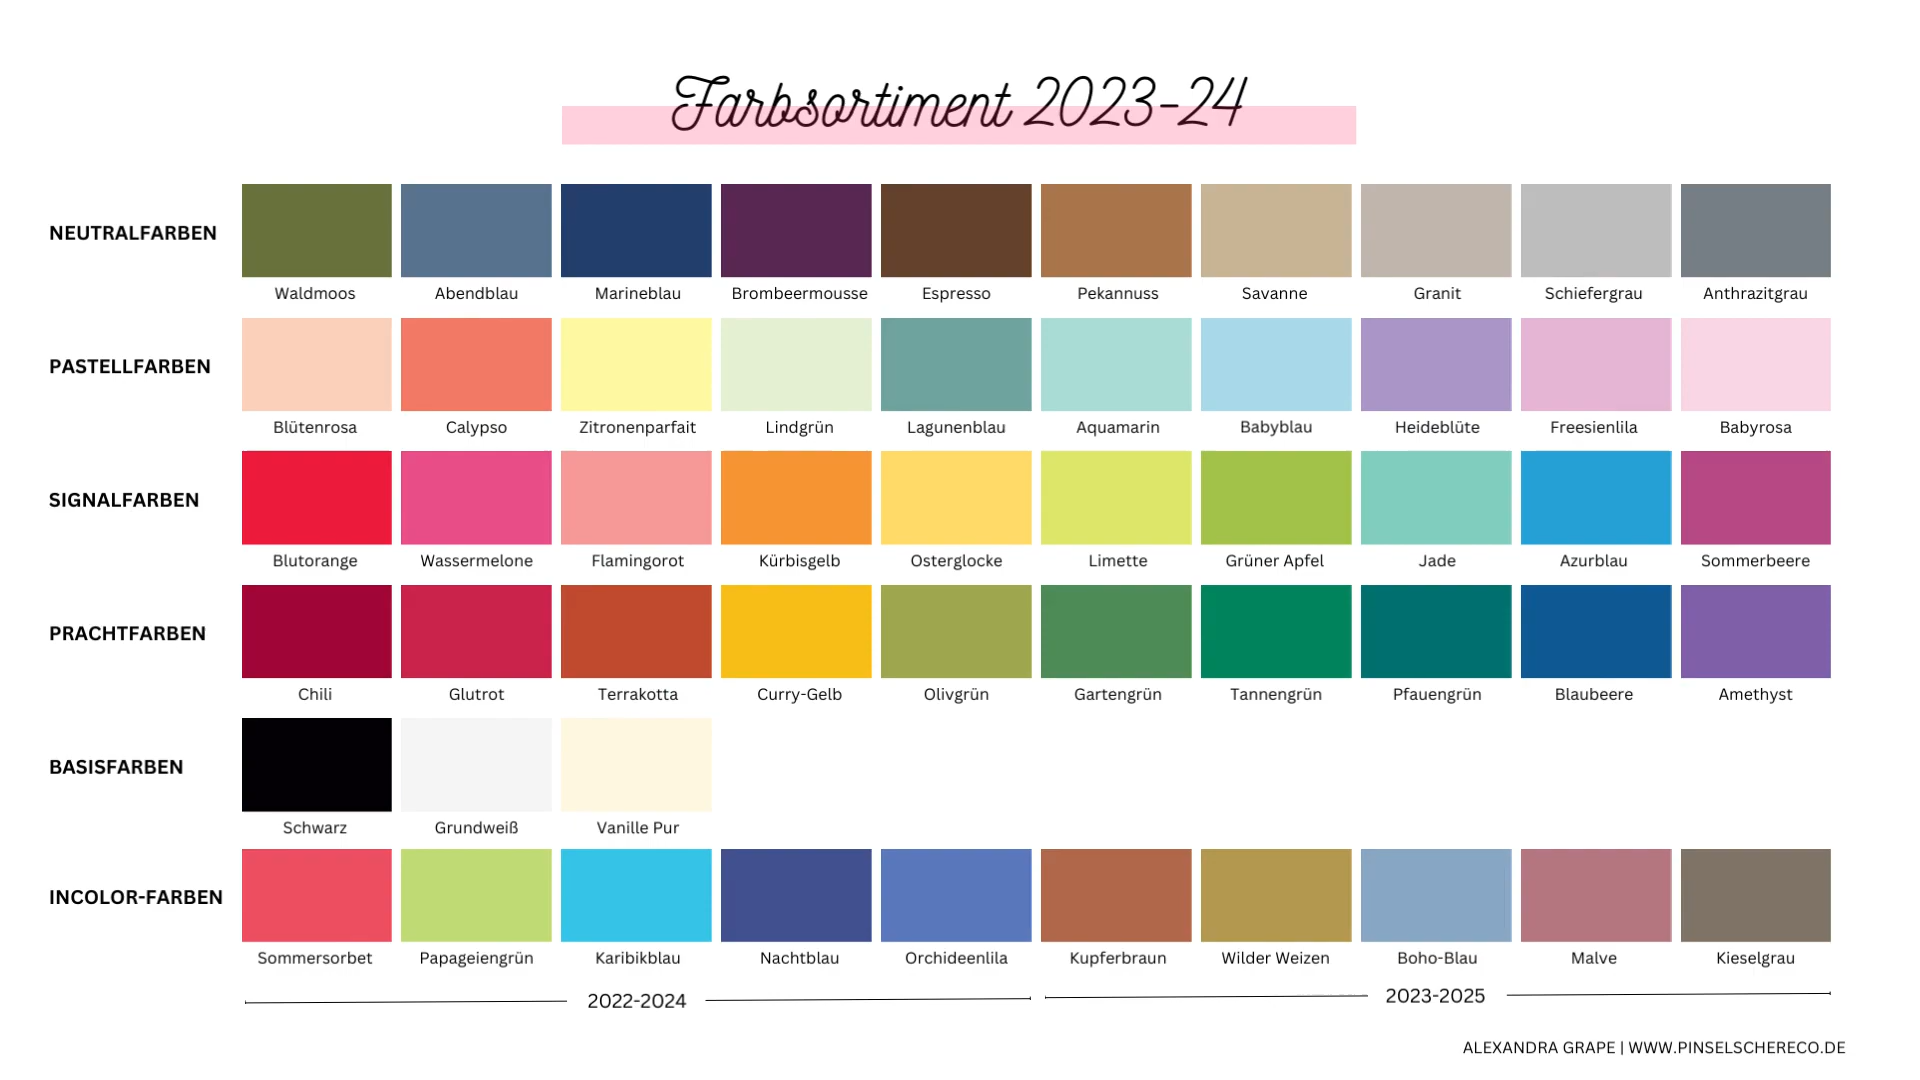 Farbsortiment 2023-24
NEUTRALFARBEN
Waldmoos Abendblau Marineblau Brombeermousse Espresso Pekannuss Savanne Granit Schiefergrau Anthrazitgrau
PASTELLFARBEN
Blütenrosa Calypso Zitronenparfait Lindgrün Lagunenblau Aquamarin Babyblau Heideblüte Freesienlila Babyrosa
SIGNALFARBEN
Blutorange Wassermelone Flamingorot Kürbisgelb Osterglocke Limette Grüner Apfel Jade Azurblau Sommerbeere
PRACHTFARBEN
Chili Glutrot Terrakotta Curry-Gelb Olivgrün Gartengrün Tannengrün Pfauengrün Blaubeere Amethyst
BASISFARBEN
Schwarz Grundweiß Vanille Pur
INCOLOR-FARBEN
Sommersorbet Papageiengrün Karibikblau Nachtblau Orchideenlila Kupferbraun Wilder Weizen Boho-Blau Malve Kieselgrau
2022-2024 2023-2025
ALEXANDRA GRAPE | WWW.PINSELSCHERECO.DE